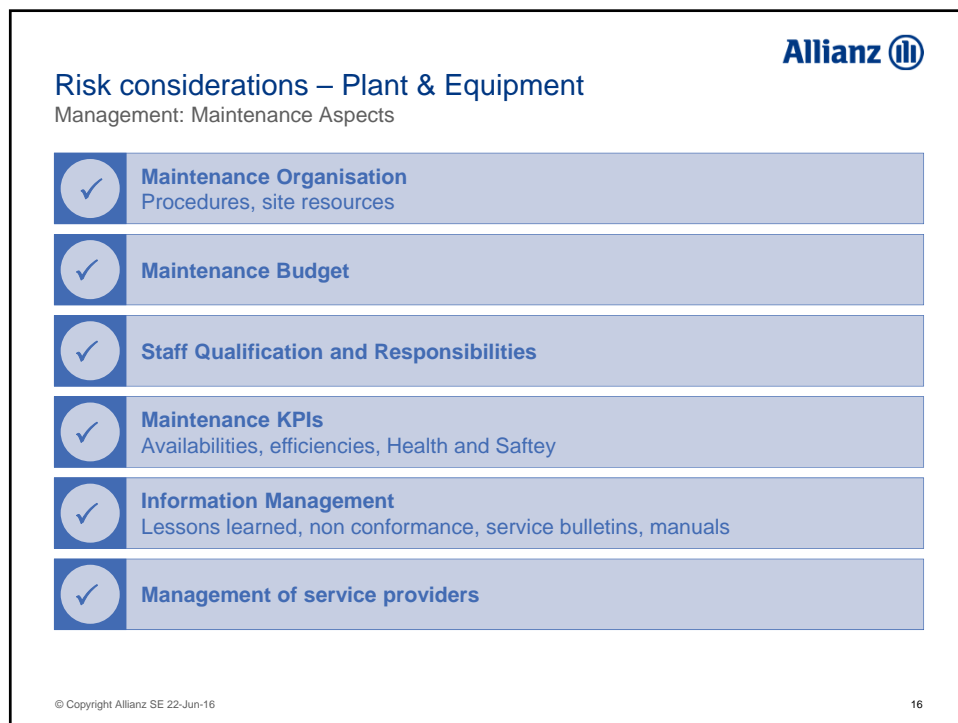 Allianz
Risk considerations – Plant & Equipment
Management: Maintenance Aspects
Maintenance Organisation
Procedures, site resources
Maintenance Budget
Staff Qualification and Responsibilities
Maintenance KPIs
Availabilities, efficiencies, Health and Saftey
Information Management
Lessons learned, non conformance, service bulletins, manuals
Management of service providers
© Copyright Allianz SE 22-Jun-16
16